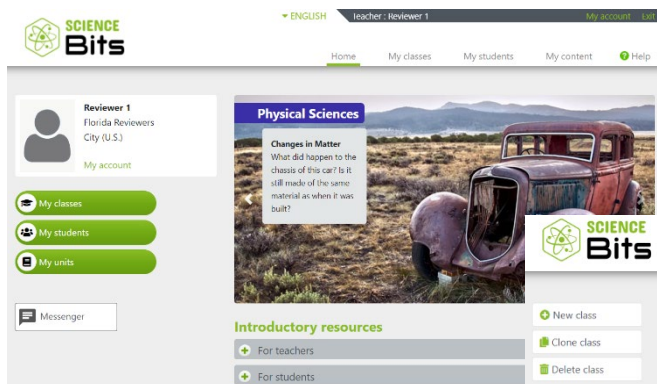 SCIENCE
Bits
ENGLISH
Teacher : Reviewer 1
My account Exit
Home My classes My students My content Help
Reviewer 1
Florida Reviewers
City (U.S.)
My account
My classes
My students
My units
Messenger
Physical Sciences
Changes in Matter
What did happen to the
chassis of this car? Is it
still made of the same
material as when it was
built?
SCIENCE
Bits
New class
Clone class
Delete class
Introductory resources
For teachers
For students